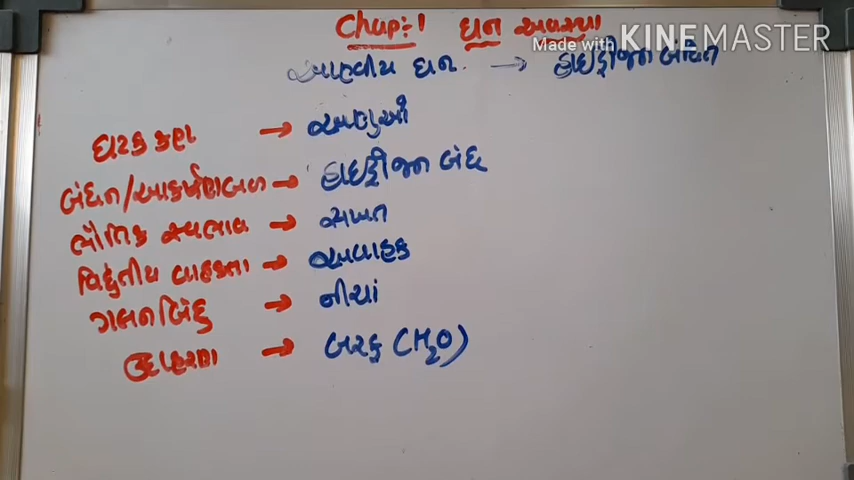 Chap:-1 ઘન અવસ્થા
Made with KINEMASTER
આણ્વીય ઘન → હાઇડ્રોજન બંધિત
ઘટક કણ → અણુઓ
બંધન/આકર્ષણબળ → હાઇડ્રોજન બંધ
ભૌતિક સ્વભાવ → સખત
વિદ્યુતીય વાહકતા → અવાહક
ગલનબિંદુ → નીચાં
ઉદાહરણ → બરફ (H₂O)